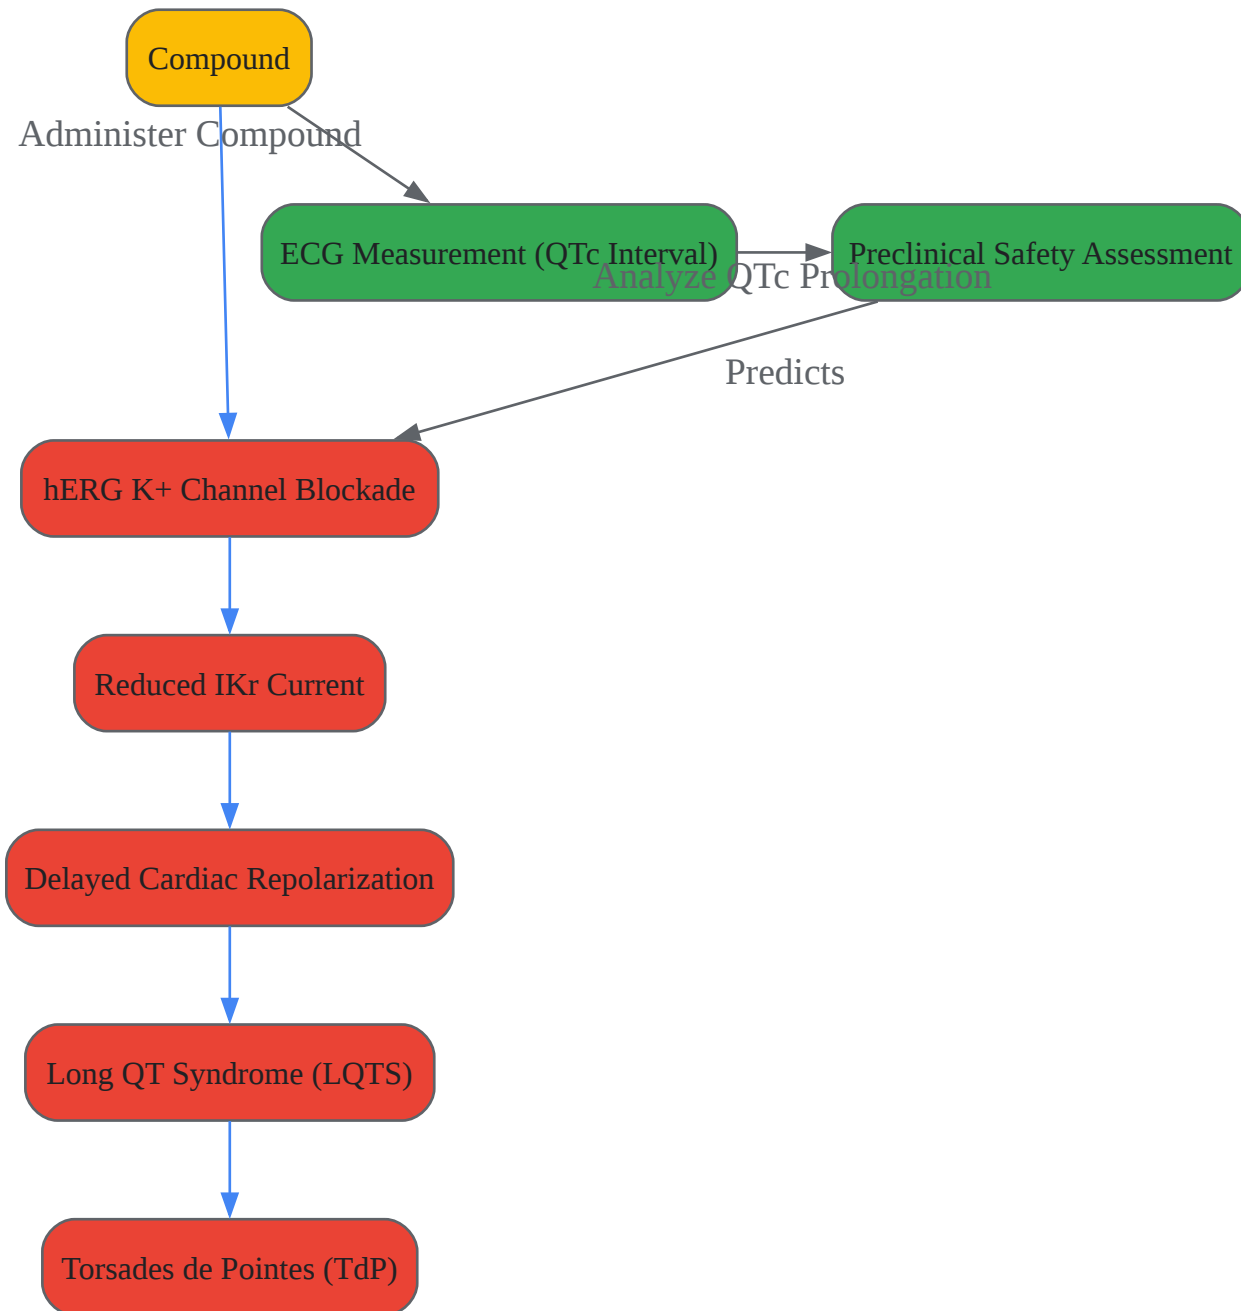 Compound
Administer Compound
ECG Measurement (QTc Interval)
Preclinical Safety Assessment
Analyze QTc Prolongation
Predicts
hERG K+ Channel Blockade
Reduced IKr Current
Delayed Cardiac Repolarization
Long QT Syndrome (LQTS)
Torsades de Pointes (TdP)